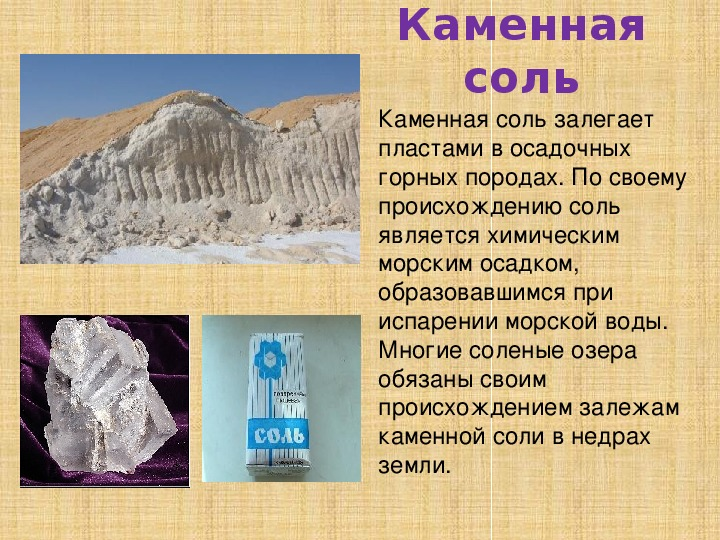 Каменная
соль
Каменная соль залегает
пластами в осадочных
горных породах. По своему
происхождению соль
является химическим
морским осадком,
образовавшимся при
испарении морской воды.
Многие соленые озера
обязаны своим
происхождением залежам
каменной соли в недрах
земли.
соль